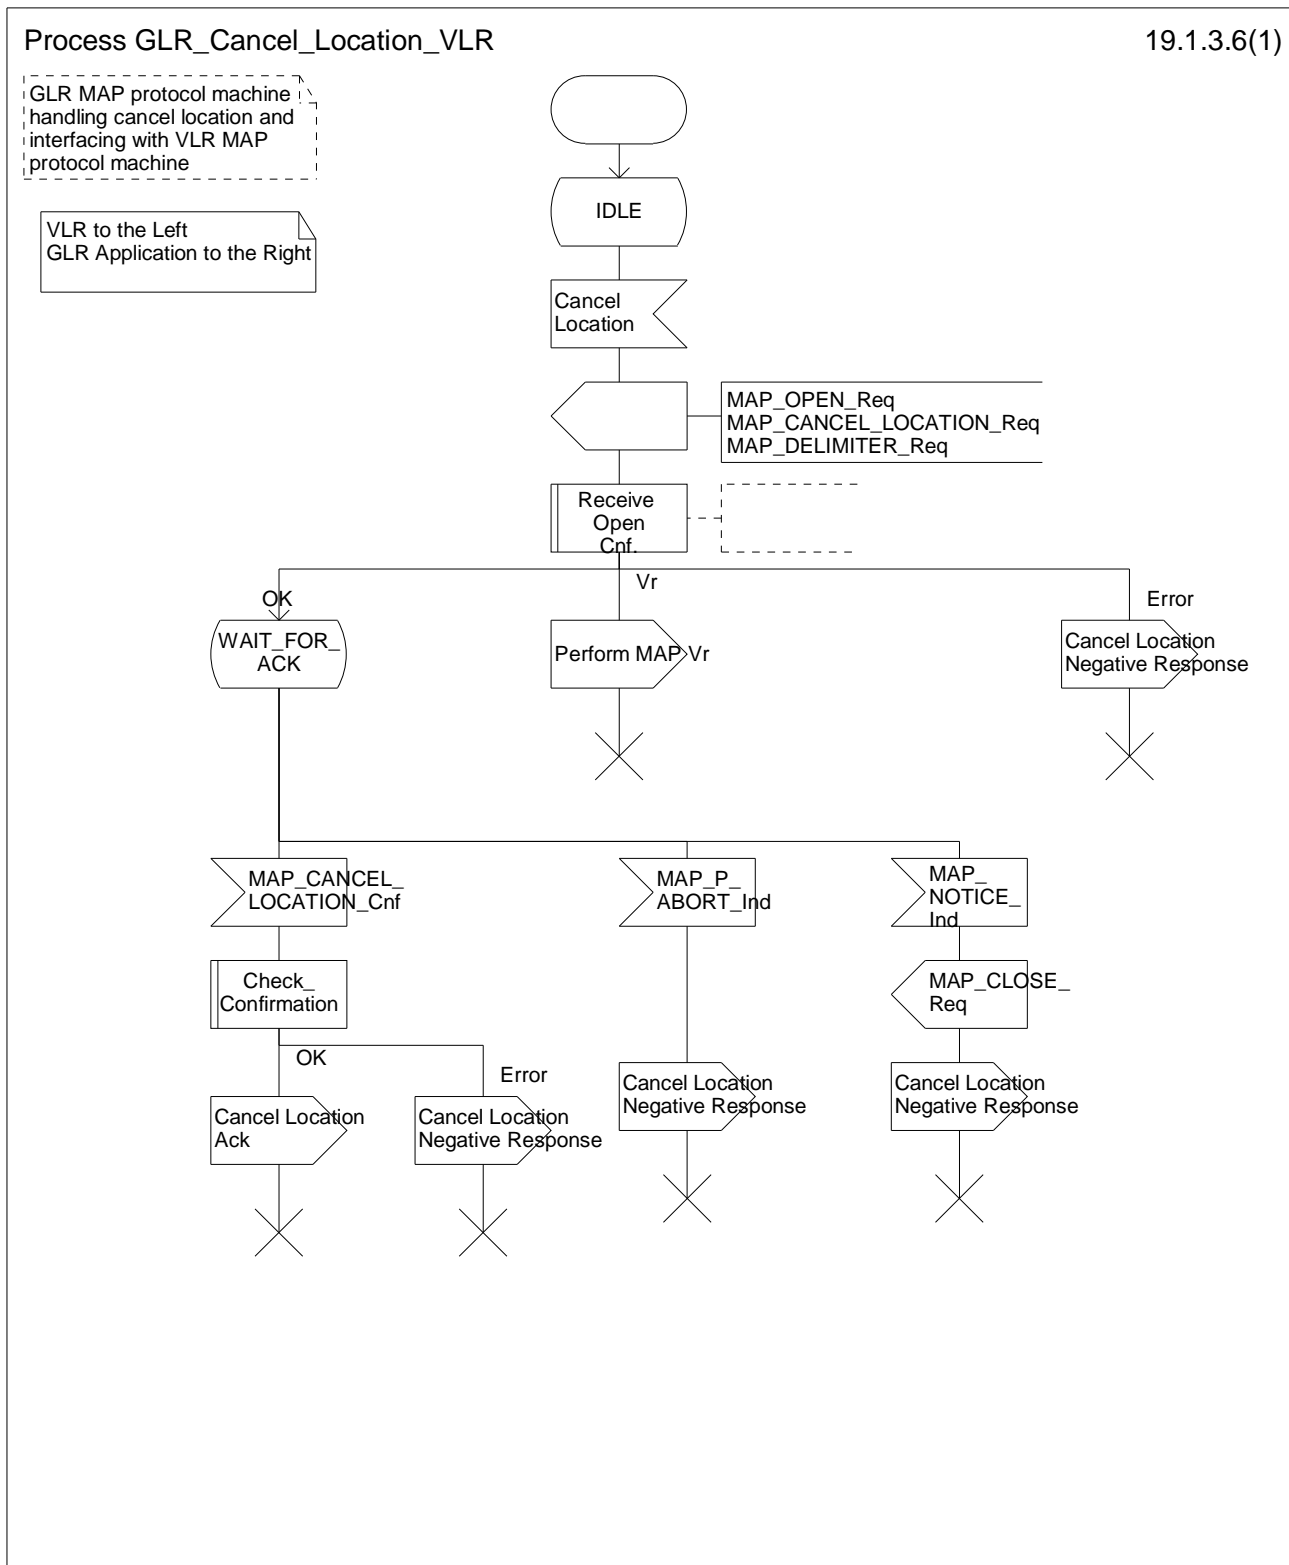 Process GLR_Cancel_Location_VLR
19.1.3.6(1)
GLR MAP protocol machine
handling cancel location and
interfacing with VLR MAP
protocol machine
VLR to the Left
GLR Application to the Right
IDLE
Cancel
Location
MAP_OPEN_Req
MAP_CANCEL_LOCATION_Req
MAP_DELIMITER_Req
Receive
Open
Cnf.
OK
Vr
Error
WAIT_FOR_
ACK
Perform MAP Vr
Cancel Location
Negative Response
MAP_CANCEL_
LOCATION_Cnf
MAP_P_
ABORT_Ind
MAP_
NOTICE_
Ind
Check_
Confirmation
MAP_CLOSE_
Req
OK
Error
Cancel Location
Ack
Cancel Location
Negative Response
Cancel Location
Negative Response
Cancel Location
Negative Response